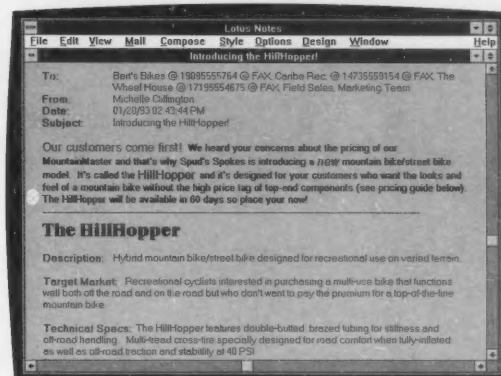 Lotus Notes
File Edit View Mail Compose Style Options Design Window Help
Introducing the HillHopper!
To: Bert's Bikes @ 19095555764 @ FAX, Caribe Rec. @ 14735559154 @ FAX, The
Wheel House @ 17195554675 @ FAX, Field Sales, Marketing Team
From: Michelle
Date: 01/20/93 02:43:44 PM
Subject: Introducing the HillHopper!
Our customers come first! We heard your concerns about the pricing of our
MountainMaster and that's why Spud's Spokes is introducing a new mountain bike/street bike
model. It's called the HillHopper and it's designed for your customers who want the looks and
feel of a mountain bike without the high price tag of top-end components (see pricing guide below).
The HillHopper will be available in 60 days so place your now!
The HillHopper
Description: Hybrid mountain bike/street bike designed for recreational use on varied terrain.
Target Market: Recreational cyclists interested in purchasing a multi-use bike that functions
well both off the road and on the road but who don't want to pay the premium for a top-of-the-line
mountain bike.
Technical Specs: The HillHopper features double-butted brazed tubing for stiffness and
off-road handling. Multi-tread cross-tire specially designed for road comfort when fully-inflated
as well as off-road traction and stability at 40 PSI